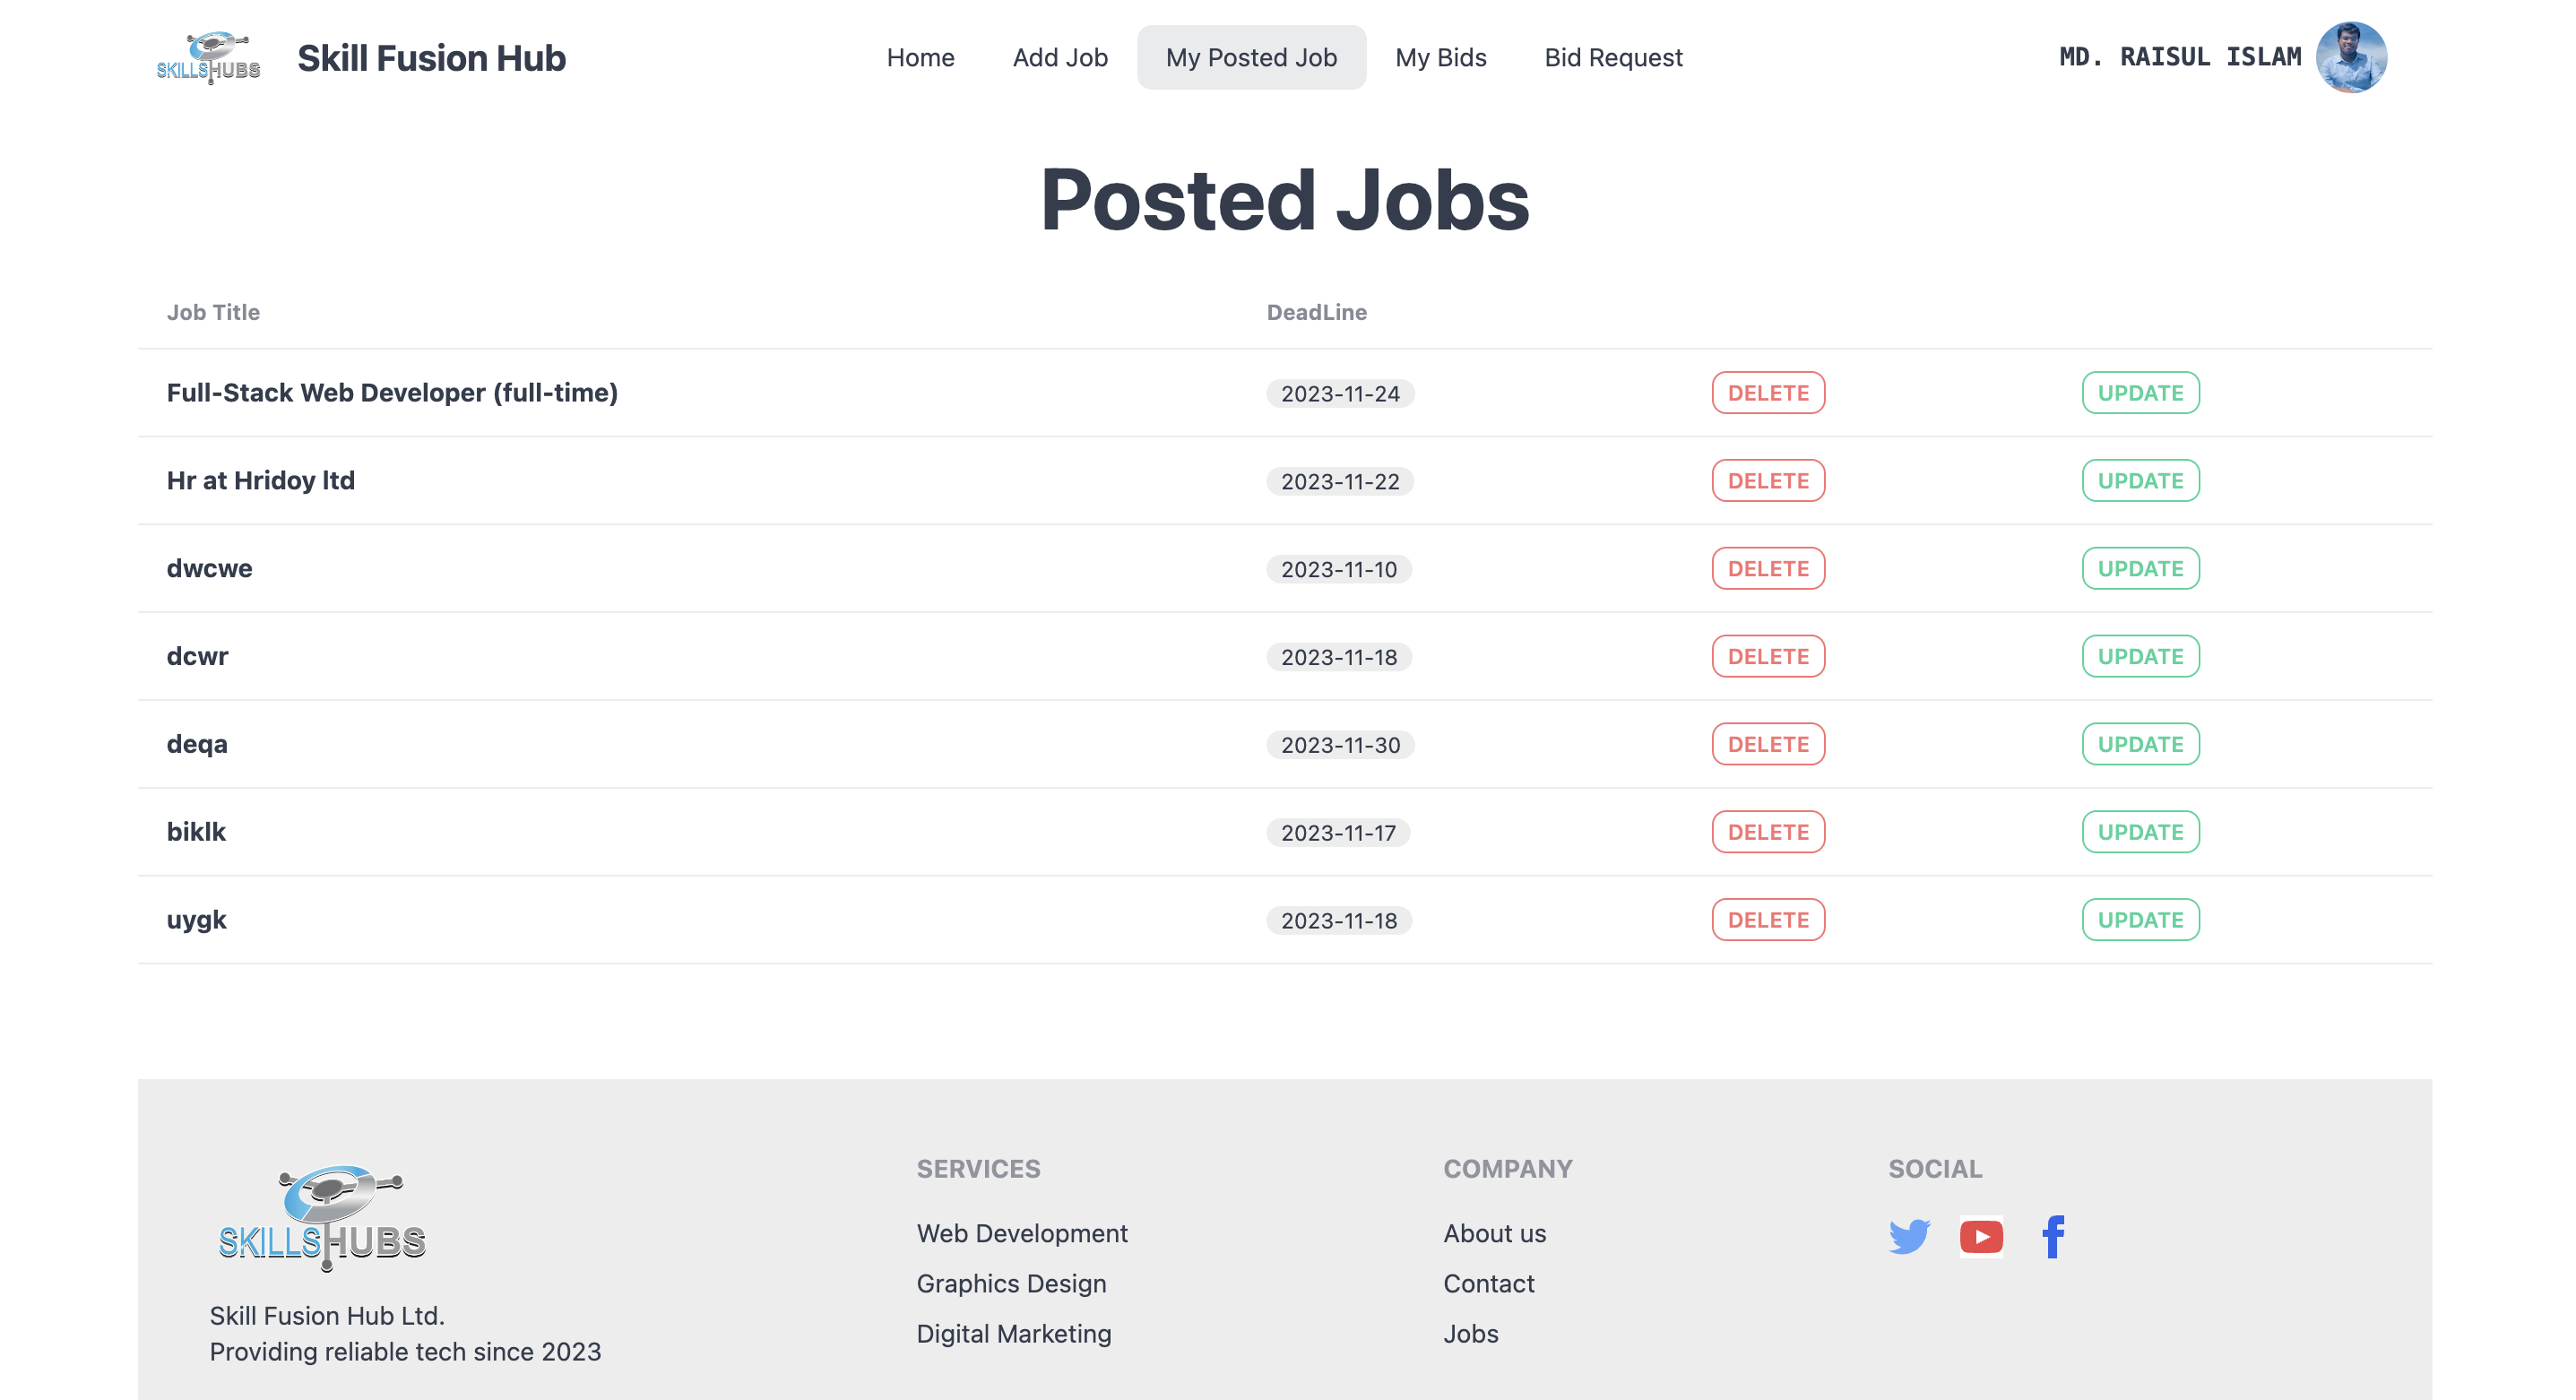 SKILLSHUBS Skill Fusion Hub Home Add Job My Posted Job My Bids Bid Request MD. RAISUL ISLAM
Posted Jobs
Job Title DeadLine
Full-Stack Web Developer (full-time) 2023-11-24 DELETE UPDATE
Hr at Hridoy ltd 2023-11-22 DELETE UPDATE
dwcwe 2023-11-10 DELETE UPDATE
dcwr 2023-11-18 DELETE UPDATE
deqa 2023-11-30 DELETE UPDATE
biklk 2023-11-17 DELETE UPDATE
uygk 2023-11-18 DELETE UPDATE
SKILLSHUBS
Skill Fusion Hub Ltd.
Providing reliable tech since 2023
SERVICES
Web Development
Graphics Design
Digital Marketing
COMPANY
About us
Contact
Jobs
SOCIAL